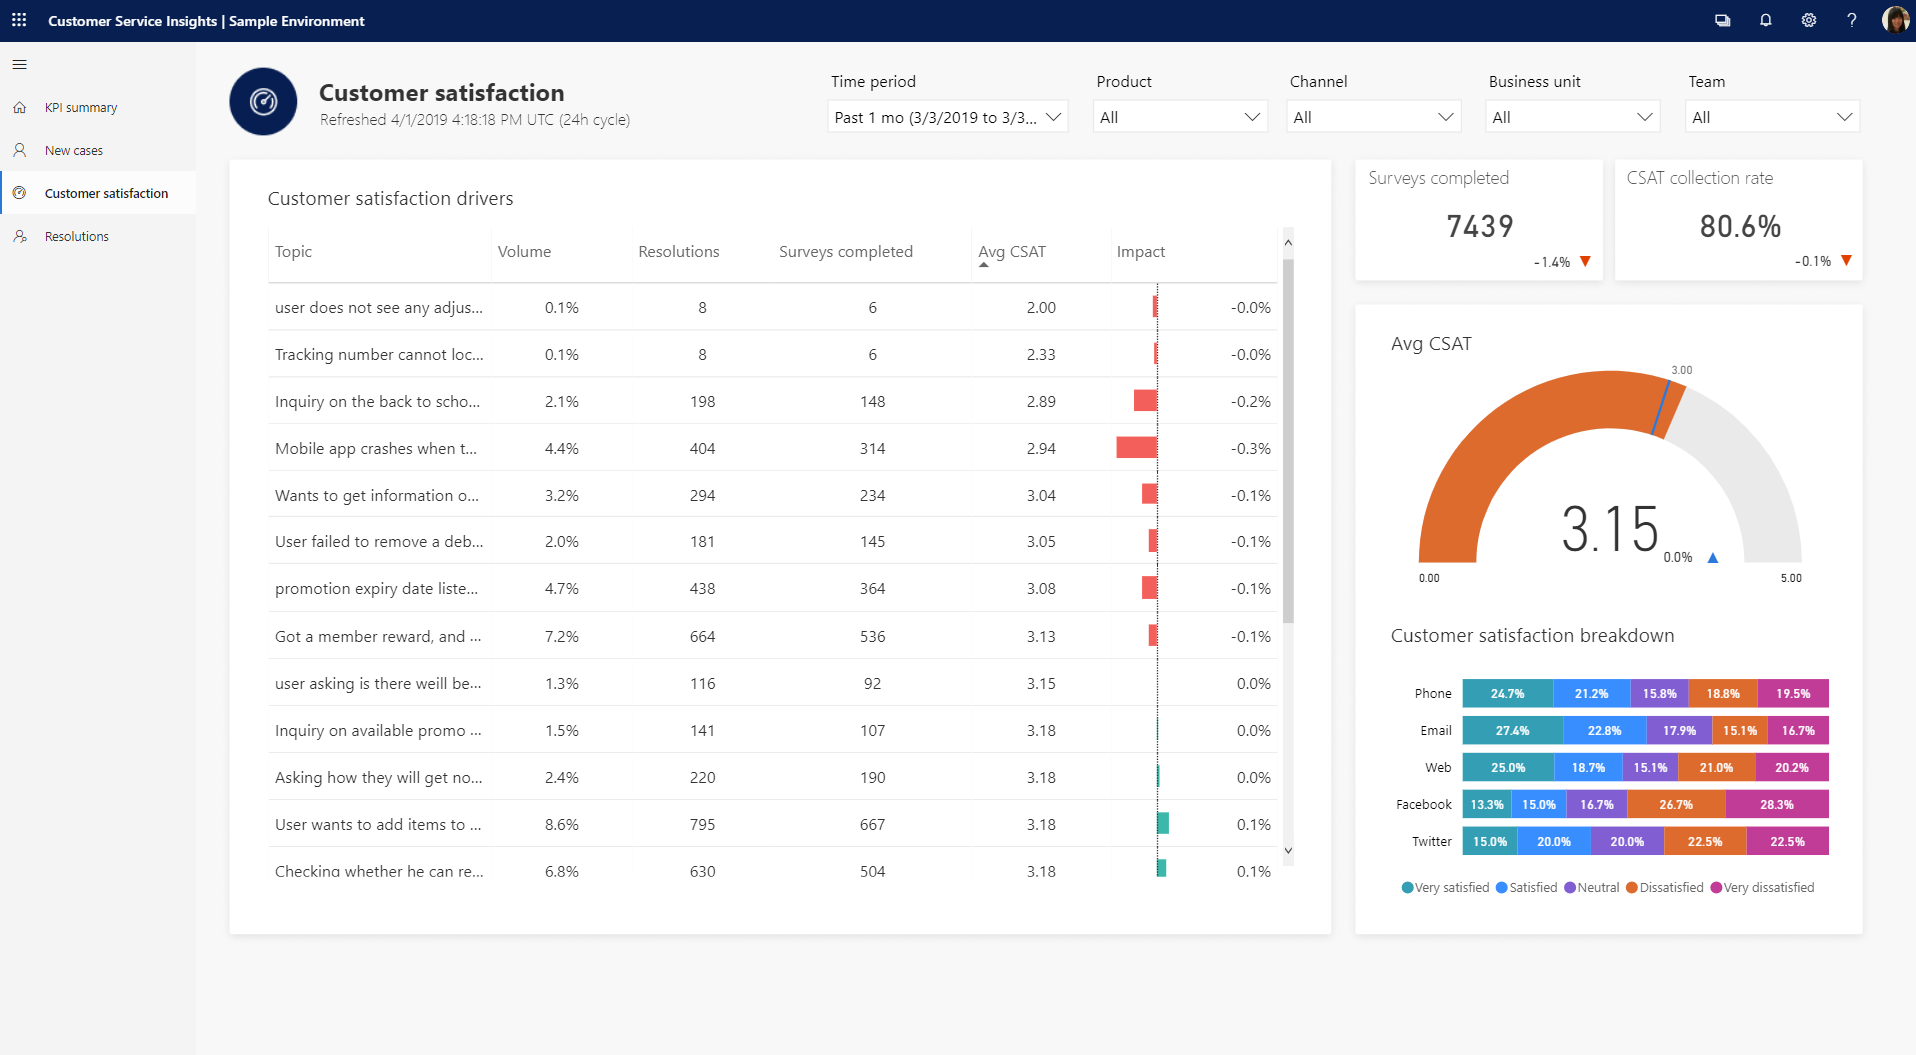 Customer Service Insights | Sample Environment
?
KPI summary
New cases
Customer satisfaction
Resolutions
Customer satisfaction
Refreshed 4/1/2019 4:18:18 PM UTC (24h cycle)
Time period
Past 1 mo (3/3/2019 to 3/3...
Product
All
Channel
All
Business unit
All
Team
All
Customer satisfaction drivers
Topic Volume Resolutions Surveys completed Avg CSAT Impact
user does not see any adjus... 0.1% 8 6 2.00 -0.0%
Tracking number cannot loc... 0.1% 8 6 2.33 -0.0%
Inquiry on the back to scho... 2.1% 198 148 2.89 -0.2%
Mobile app crashes when t... 4.4% 404 314 2.94 -0.3%
Wants to get information o... 3.2% 294 234 3.04 -0.1%
User failed to remove a deb... 2.0% 181 145 3.05 -0.1%
promotion expiry date liste... 4.7% 438 364 3.08 -0.1%
Got a member reward, and ... 7.2% 664 536 3.13 -0.1%
user asking is there weill be... 1.3% 116 92 3.15 0.0%
Inquiry on available promo ... 1.5% 141 107 3.18 0.0%
Asking how they will get no... 2.4% 220 190 3.18 0.0%
User wants to add items to ... 8.6% 795 667 3.18 0.1%
Checking whether he can re... 6.8% 630 504 3.18 0.1%
Surveys completed
7439
-1.4%
CSAT collection rate
80.6%
-0.1%
Avg CSAT
3.00
3.15
0.0%
0.00 5.00
Customer satisfaction breakdown
Phone 24.7% 21.2% 15.8% 18.8% 19.5%
Email 27.4% 22.8% 17.9% 15.1% 16.7%
Web 25.0% 18.7% 15.1% 21.0% 20.2%
Facebook 13.3% 15.0% 16.7% 26.7% 28.3%
Twitter 15.0% 20.0% 20.0% 22.5% 22.5%
Very satisfied Satisfied Neutral Dissatisfied Very dissatisfied